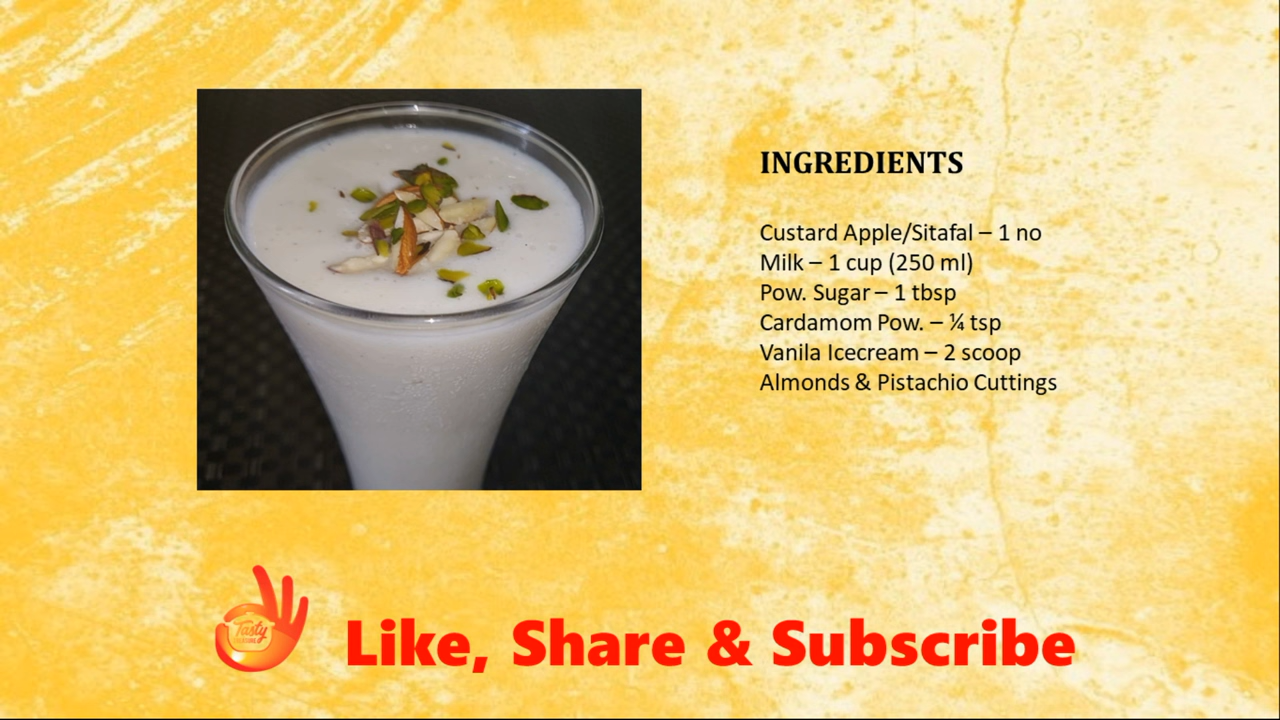 INGREDIENTS
Custard Apple/Sitafal – 1 no
Milk – 1 cup (250 ml)
Pow. Sugar – 1 tbsp
Cardamom Pow. – ¼ tsp
Vanila Icecream – 2 scoop
Almonds & Pistachio Cuttings
Tasty
Like, Share & Subscribe